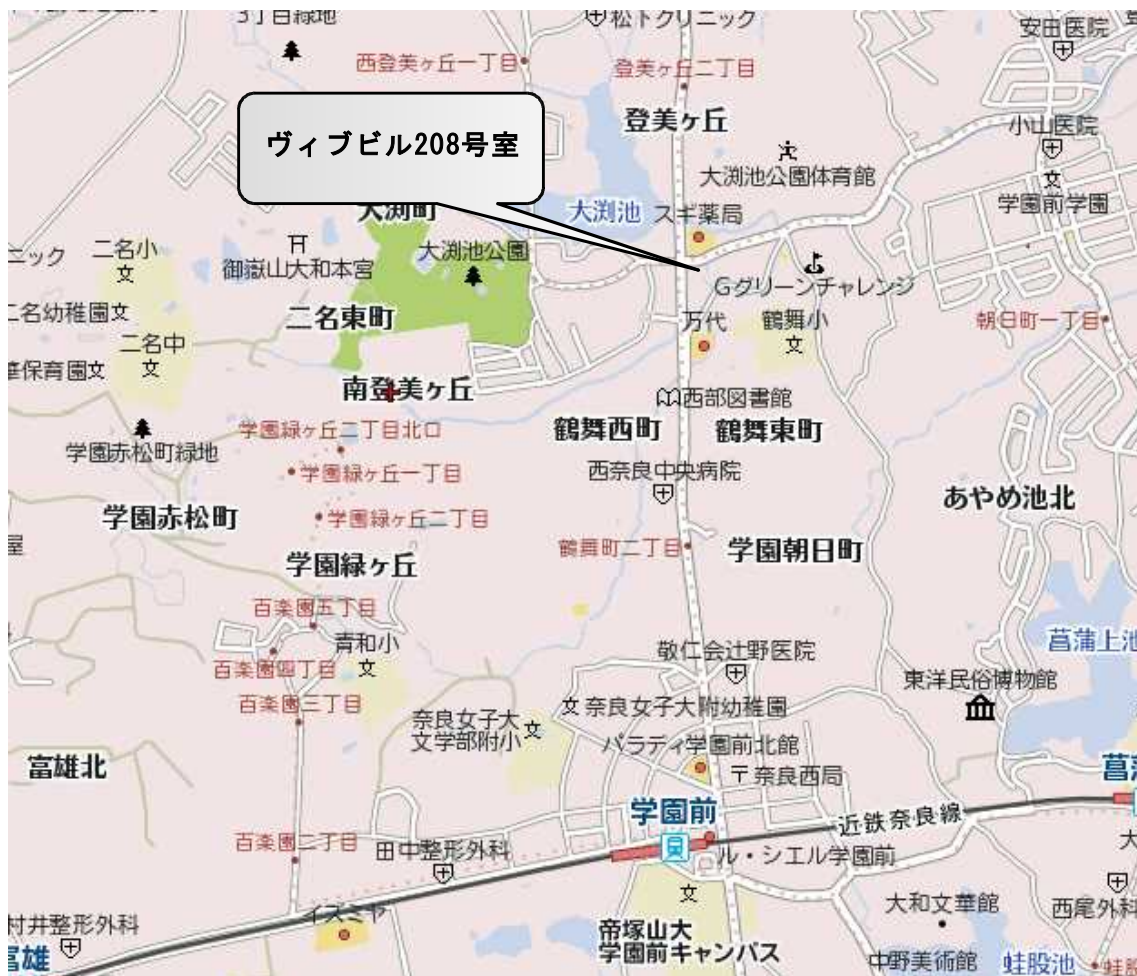 3丁目緑地
松下クリニック
安田医院
西登美ヶ丘一丁目
登美ヶ丘二丁目
登美ヶ丘
ヴィブビル208号室
小山医院
大渕池公園体育館
学園前学園
大渕町
大渕池
スギ薬局
ニック
二名小
文
御嶽山大和本宮
大渕池公園
Gグリーンチャレンジ
二名幼稚園文
二名東町
万代
鶴舞小
文
朝日町一丁目
二名中
文
保育園文
南登美ヶ丘
西部図書館
学園緑ヶ丘二丁目北口
鶴舞西町
鶴舞東町
学園赤松町緑地
学園緑ヶ丘一丁目
西奈良中央病院
あやめ池北
学園赤松町
学園緑ヶ丘二丁目
屋
鶴舞町二丁目
学園朝日町
学園緑ヶ丘
百楽園五丁目
青和小
文
百楽園四丁目
敬仁会辻野医院
菖蒲上池
東洋民俗博物館
百楽園三丁目
奈良女子大
文学部附小
文
文
奈良女子大附幼稚園
パラディ学園前北館
富雄北
〒奈良西局
学園前
近鉄奈良線
百楽園二丁目
田中整形外科
ル・シエル学園前
文
大和文華館
西尾外科
村井整形外科
イズミヤ
帝塚山大
学園前キャンパス
富雄
中野美術館
蛙股池